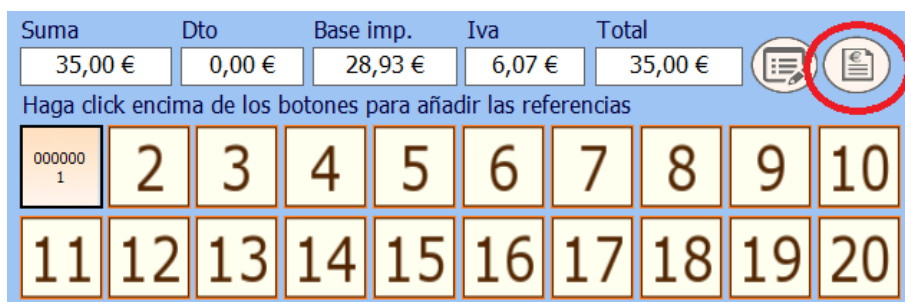 Suma Dto Base imp. Iva Total
35,00 € 0,00 € 28,93 € 6,07 € 35,00 €
€
Haga click encima de los botones para añadir las referencias
000000
1
2 3 4 5 6 7 8 9 10
11 12 13 14 15 16 17 18 19 20